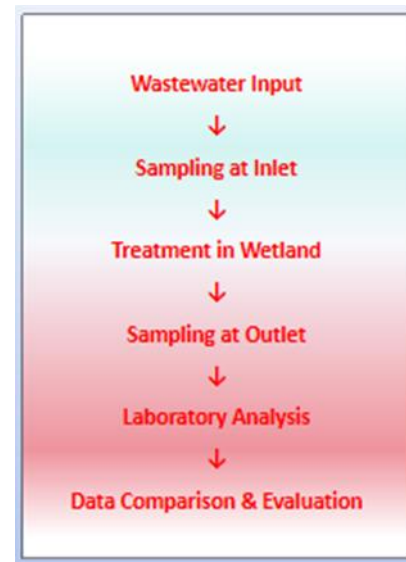 Wastewater Input
↓
Sampling at Inlet
↓
Treatment in Wetland
↓
Sampling at Outlet
↓
Laboratory Analysis
↓
Data Comparison & Evaluation